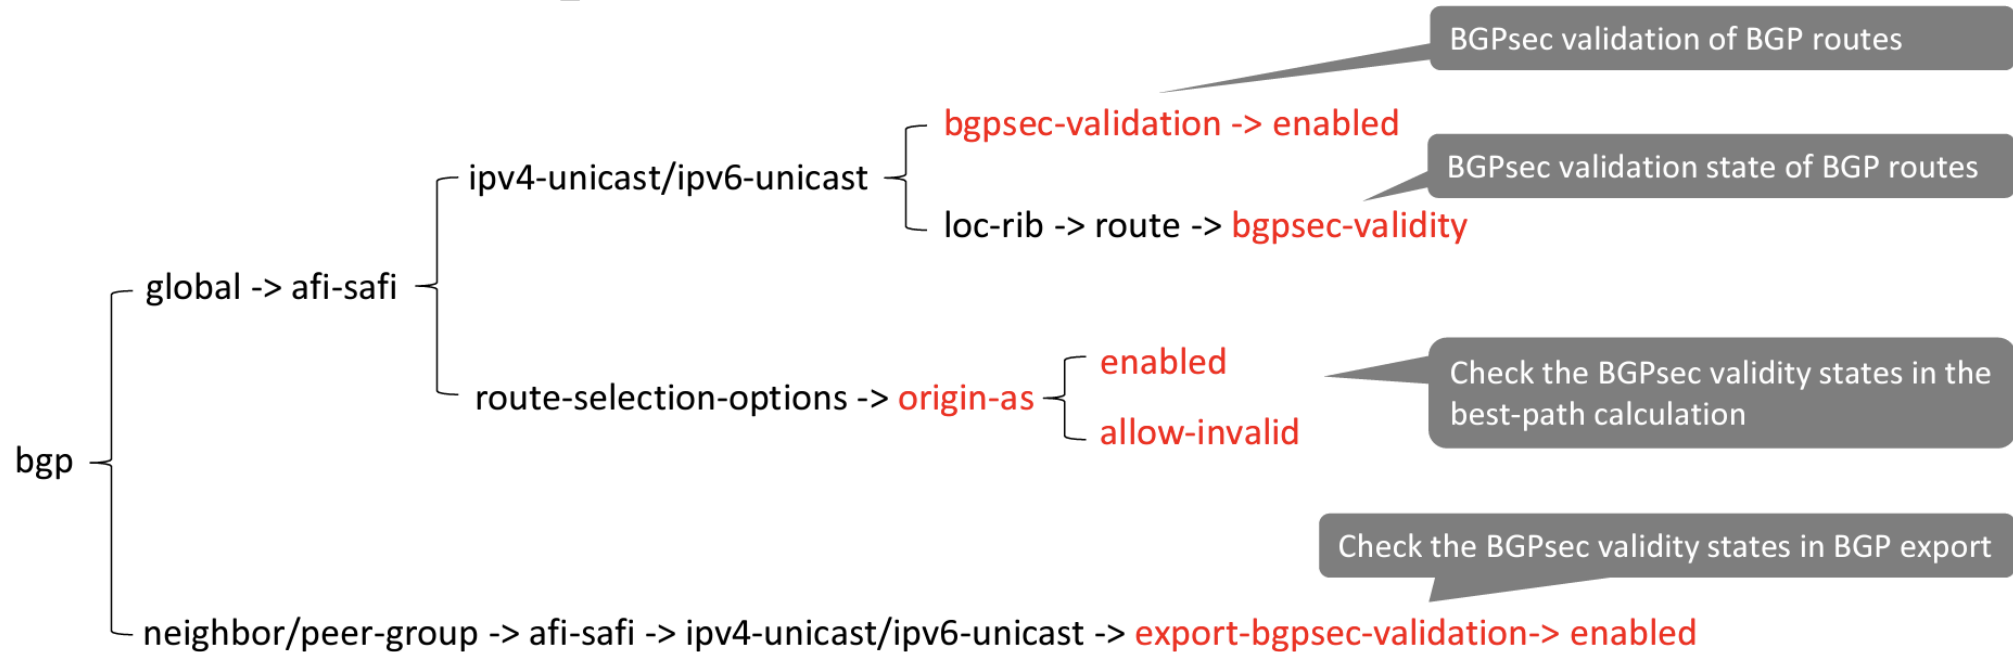 BGPsec validation of BGP routes
bgpsec-validation -> enabled
BGPsec validation state of BGP routes
ipv4-unicast/ipv6-unicast
loc-rib -> route -> bgpsec-validity
global -> afi-safi
enabled
Check the BGPsec validity states in the
best-path calculation
route-selection-options -> origin-as
allow-invalid
bgp
Check the BGPsec validity states in BGP export
neighbor/peer-group -> afi-safi -> ipv4-unicast/ipv6-unicast -> export-bgpsec-validation-> enabled